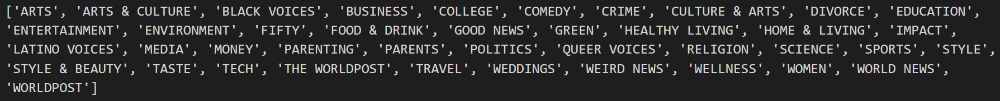 ['ARTS', 'ARTS & CULTURE', 'BLACK VOICES', 'BUSINESS', 'COLLEGE', 'COMEDY', 'CRIME', 'CULTURE & ARTS', 'DIVORCE', 'EDUCATION',
'ENTERTAINMENT', 'ENVIRONMENT', 'FIFTY', 'FOOD & DRINK', 'GOOD NEWS', 'GREEN', 'HEALTHY LIVING', 'HOME & LIVING', 'IMPACT',
'LATINO VOICES', 'MEDIA', 'MONEY', 'PARENTING', 'PARENTS', 'POLITICS', 'QUEER VOICES', 'RELIGION', 'SCIENCE', 'SPORTS', 'STYLE',
'STYLE & BEAUTY', 'TASTE', 'TECH', 'THE WORLDPOST', 'TRAVEL', 'WEDDINGS', 'WEIRD NEWS', 'WELLNESS', 'WOMEN', 'WORLD NEWS',
'WORLDPOST']